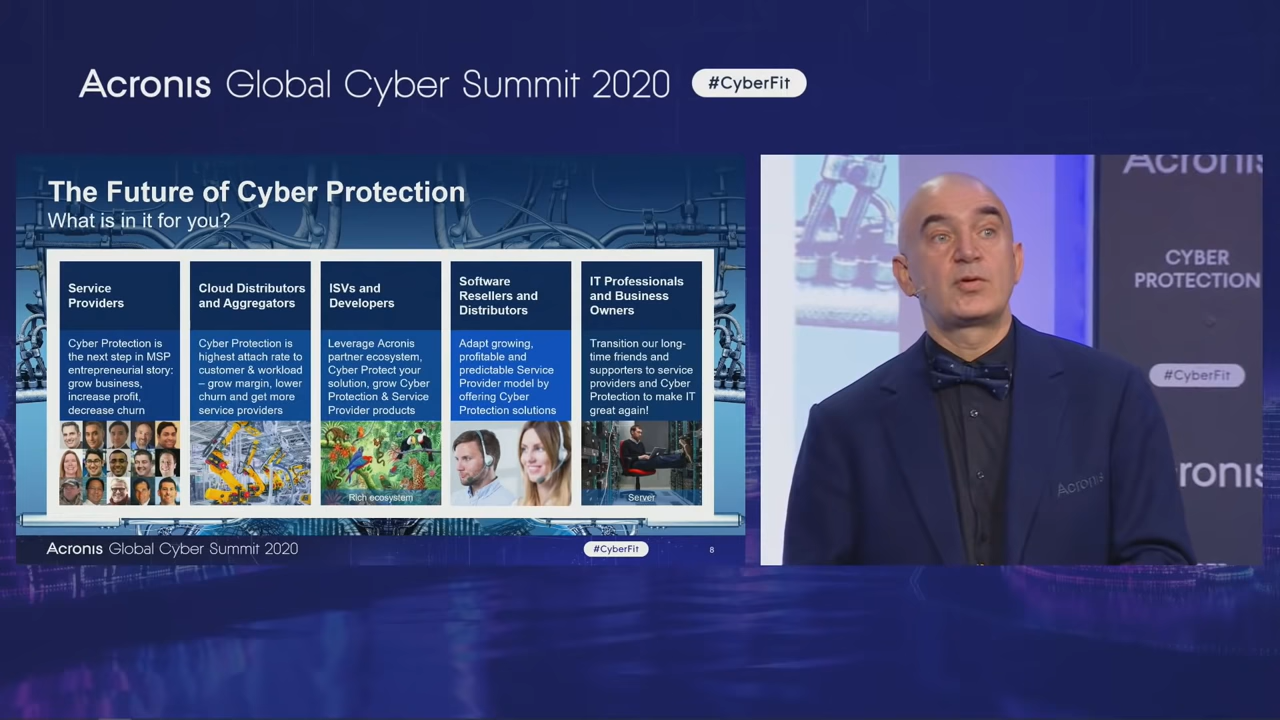 Acronis Global Cyber Summit 2020 #CyberFit
The Future of Cyber Protection
What is in it for you?
Service
Providers
Cyber Protection is
the next step in MSP
entrepreneurial story:
grow business,
increase profit,
decrease churn
Cloud Distributors
and Aggregators
Cyber Protection is
highest attach rate to
customer & workload
– grow margin, lower
churn and get more
service providers
ISVs and
Developers
Leverage Acronis
partner ecosystem,
Cyber Protect your
solution, grow Cyber
Protection & Service
Provider products
Rich ecosystem
Software
Resellers and
Distributors
Adapt growing,
profitable and
predictable Service
Provider model by
offering Cyber
Protection solutions
IT Professionals
and Business
Owners
Transition our long-
time friends and
supporters to service
providers and Cyber
Protection to make IT
great again!
Server
Acronis Global Cyber Summit 2020
#CyberFit
8
Acronis
CYBER
PROTECTION
#CyberFit
Acronis
ronis